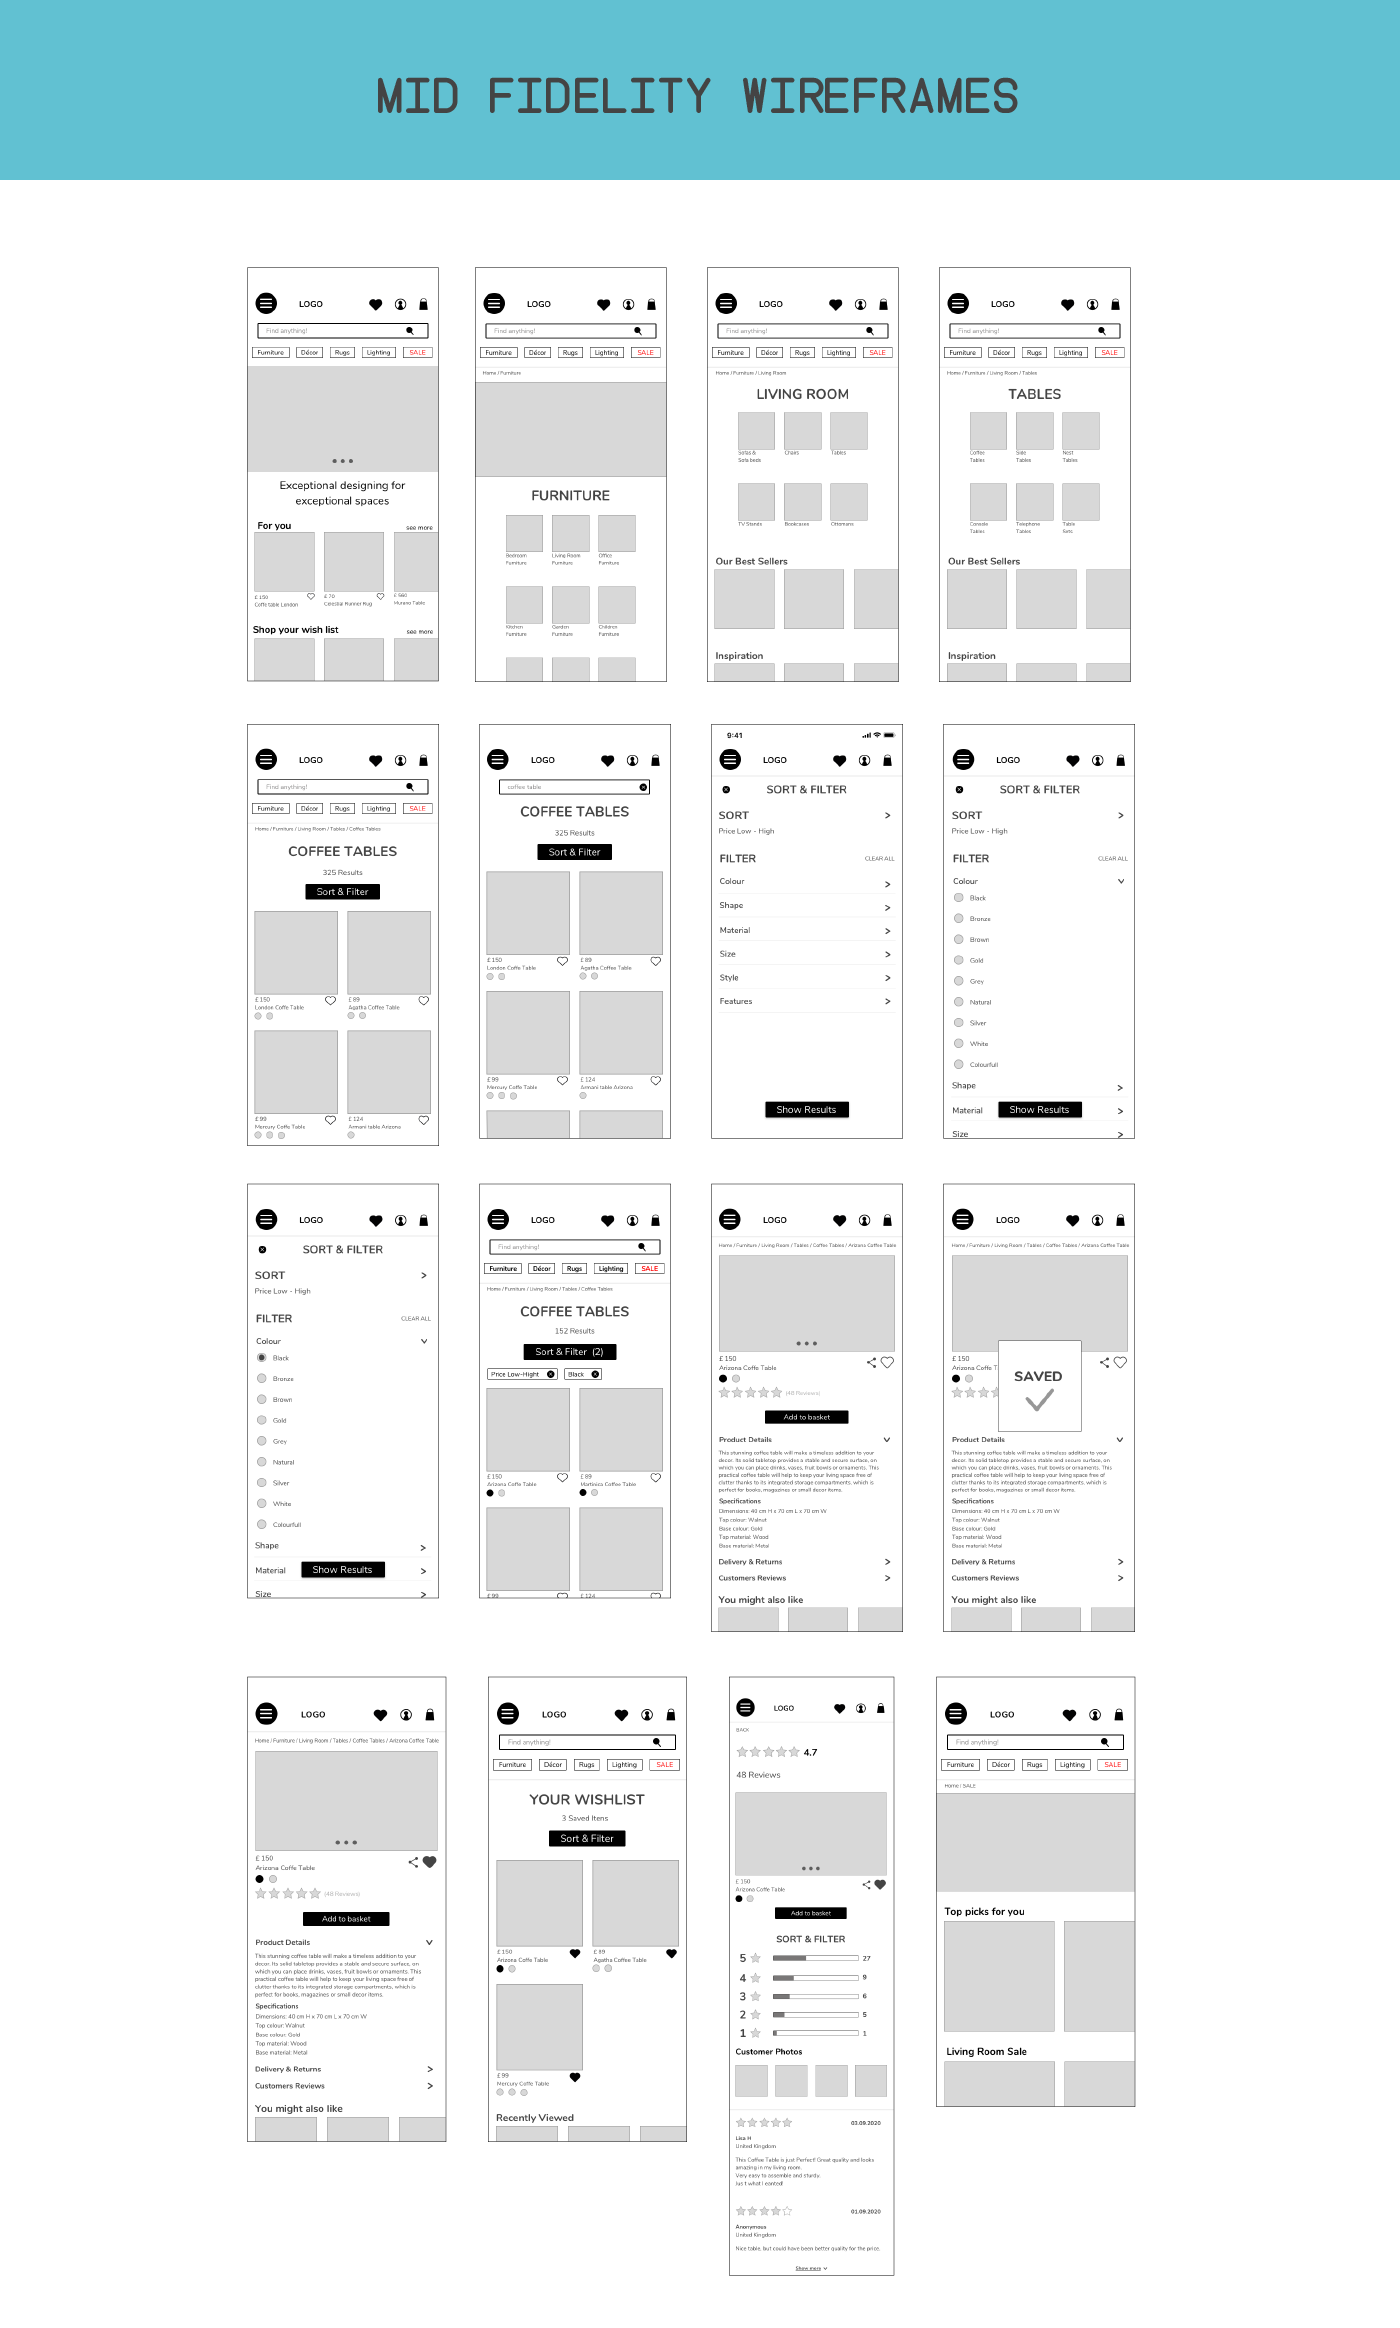 MID FIDELITY WIREFRAMES
LOGO
Find anything!
Furniture Décor Rugs Lighting SALE
Exceptional designing for
exceptional spaces
For you see more
£ 150 £ 70 £ 560
Coffe table London Celestial Runner Rug Murano Table
Shop your wish list see more
LOGO
Find anything!
Furniture Décor Rugs Lighting SALE
Home / Furniture
FURNITURE
Bedroom Living Room Office
Furniture Furniture Furniture
Kitchen Garden Children
Furniture Furniture Furniture
LOGO
Find anything!
Furniture Décor Rugs Lighting SALE
Home / Furniture / Living Room
LIVING ROOM
Sofas & Chairs Tables
Sofa beds
TV Stands Bookcases Ottomans
Our Best Sellers
Inspiration
LOGO
Find anything!
Furniture Décor Rugs Lighting SALE
Home / Furniture / Living Room / Tables
TABLES
Coffee Side Nest
Tables Tables Tables
Console Telephone Table
Tables Tables Sets
Our Best Sellers
Inspiration
LOGO
Find anything!
Furniture Décor Rugs Lighting SALE
Home / Furniture / Living Room / Tables / Coffee Tables
COFFEE TABLES
325 Results
Sort & Filter
£ 150 £ 89
London Coffe Table Agatha Coffee Table
£ 99 £ 124
Mercury Coffe Table Armani table Arizona
LOGO
coffee table
COFFEE TABLES
325 Results
Sort & Filter
£ 150 £ 89
London Coffe Table Agatha Coffee Table
£ 99 £ 124
Mercury Coffe Table Armani table Arizona
9:41
LOGO
SORT & FILTER
SORT >
Price Low - High
FILTER CLEAR ALL
Colour >
Shape >
Material >
Size >
Style >
Features >
Show Results
LOGO
SORT & FILTER
SORT >
Price Low - High
FILTER CLEAR ALL
Colour
Black
Bronze
Brown
Gold
Grey
Natural
Silver
White
Colourfull
Shape >
Material Show Results >
Size >
LOGO
SORT & FILTER
SORT >
Price Low - High
FILTER CLEAR ALL
Colour
Black
Bronze
Brown
Gold
Grey
Natural
Silver
White
Colourfull
Shape >
Material Show Results >
Size >
LOGO
Find anything!
Furniture Décor Rugs Lighting SALE
Home / Furniture / Living Room / Tables / Coffee Tables
COFFEE TABLES
152 Results
Sort & Filter (2)
Price Low-Hight Black
£ 150 £ 89
Arizona Coffe Table Martinica Coffee Table
£ 99 £ 124
LOGO
Home / Furniture / Living Room / Tables / Coffee Tables / Arizona Coffee Table
£ 150
Arizona Coffe Table
(48 Reviews)
Add to basket
Product Details
This stunning coffee table will make a timeless addition to your
decor. Its solid tabletop provides a stable and secure surface, on
which you can place drinks, vases, fruit bowls or ornaments. This
practical coffee table will help to keep your living space free of
clutter thanks to its integrated storage compartments, which is
perfect for books, magazines or small decor items.
Specifications
Dimensions: 40 cm H x 70 cm L x 70 cm W
Top colour: Walnut
Base colour: Gold
Top material: Wood
Base material: Metal
Delivery & Returns >
Customers Reviews >
You might also like
LOGO
Home / Furniture / Living Room / Tables / Coffee Tables / Arizona Coffee Table
£ 150
Arizona Coffe T
SAVED
Product Details
This stunning coffee table will make a timeless addition to your
decor. Its solid tabletop provides a stable and secure surface, on
which you can place drinks, vases, fruit bowls or ornaments. This
practical coffee table will help to keep your living space free of
clutter thanks to its integrated storage compartments, which is
perfect for books, magazines or small decor items.
Specifications
Dimensions: 40 cm H x 70 cm L x 70 cm W
Top colour: Walnut
Base colour: Gold
Top material: Wood
Base material: Metal
Delivery & Returns >
Customers Reviews >
You might also like
LOGO
Home / Furniture / Living Room / Tables / Coffee Tables / Arizona Coffee Table
£ 150
Arizona Coffe Table
(48 Reviews)
Add to basket
Product Details
This stunning coffee table will make a timeless addition to your
decor. Its solid tabletop provides a stable and secure surface, on
which you can place drinks, vases, fruit bowls or ornaments. This
practical coffee table will help to keep your living space free of
clutter thanks to its integrated storage compartments, which is
perfect for books, magazines or small decor items.
Specifications
Dimensions: 40 cm H x 70 cm L x 70 cm W
Top colour: Walnut
Base colour: Gold
Top material: Wood
Base material: Metal
Delivery & Returns >
Customers Reviews >
You might also like
LOGO
Find anything!
Furniture Décor Rugs Lighting SALE
YOUR WISHLIST
3 Saved Itens
Sort & Filter
£ 150 £ 89
Arizona Coffe Table Agatha Coffee Table
£ 99
Mercury Coffe Table
Recently Viewed
LOGO
BACK
4.7
48 Reviews
£ 150
Arizona Coffe Table
Add to basket
SORT & FILTER
5 27
4 9
3 6
2 5
1 1
Customer Photos
03.09.2020
Lisa H
United Kingdom
This Coffee Table is just Perfect! Great quality and looks
amazing in my living room.
Very easy to assemble and sturdy.
Jus t what I eanted!
01.09.2020
Anonymous
United Kingdom
Nice table, but could have been better quality for the price.
Show more
LOGO
Find anything!
Furniture Décor Rugs Lighting SALE
Home / SALE
Top picks for you
Living Room Sale